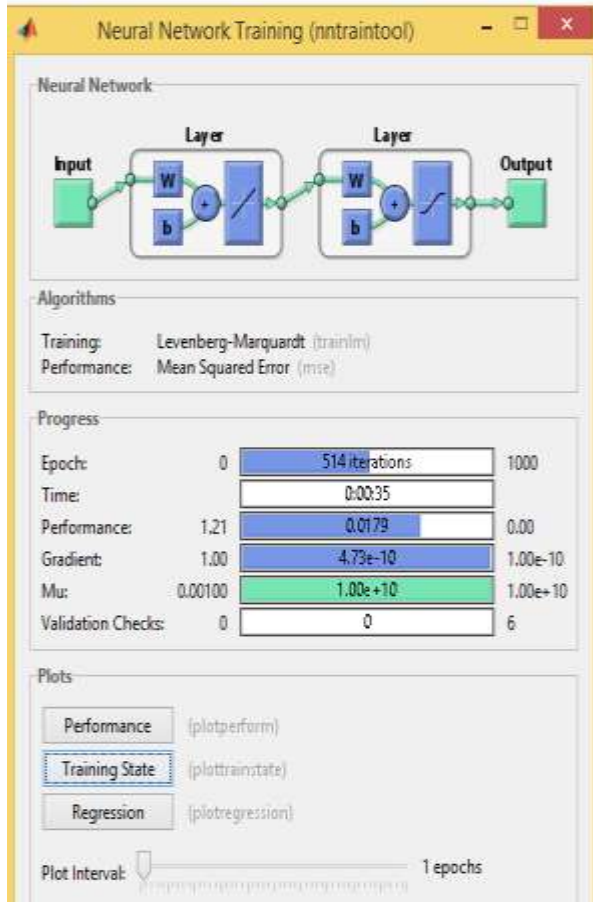 Neural Network Training (nntraintool)
Neural Network
Layer Layer
Input Output
W W
b b
+ +
Algorithms
Training: Levenberg-Marquardt (trainlm)
Performance: Mean Squared Error (mse)
Progress
Epoch: 0 514 iterations 1000
Time: 0:00:35
Performance: 1.21 0.0179 0.00
Gradient: 1.00 4.73e-10 1.00e-10
Mu: 0.00100 1.00e+10 1.00e+10
Validation Checks: 0 0 6
Plots
Performance (plotperform)
Training State (plottrainstate)
Regression (plotregression)
Plot Interval: 1 epochs